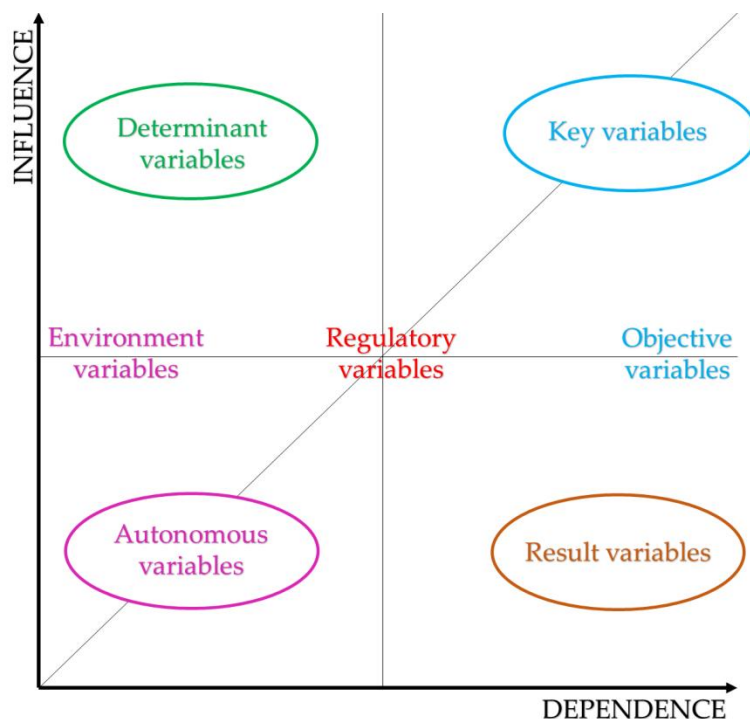 INFLUENCE
Determinant
variables
Key variables
Environment
variables
Regulatory
variables
Objective
variables
Autonomous
variables
Result variables
DEPENDENCE